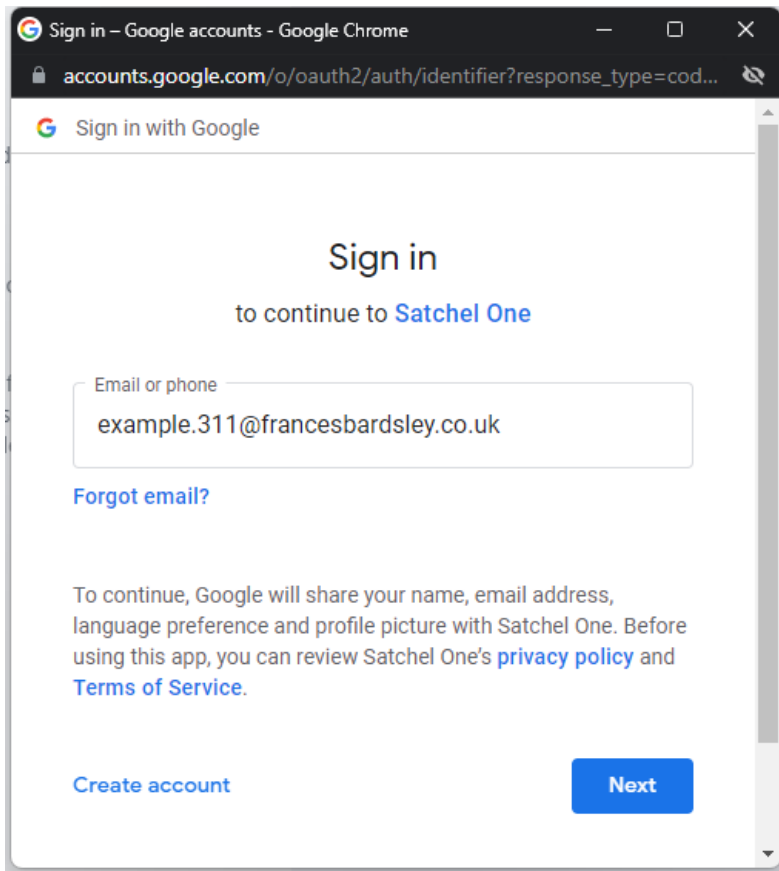 Sign in – Google accounts - Google Chrome
accounts.google.com/o/oauth2/auth/identifier?response_type=cod...
Sign in with Google
Sign in
to continue to Satchel One
Email or phone
example.311@francesbardsley.co.uk
Forgot email?
To continue, Google will share your name, email address,
language preference and profile picture with Satchel One. Before
using this app, you can review Satchel One's privacy policy and
Terms of Service.
Create account
Next